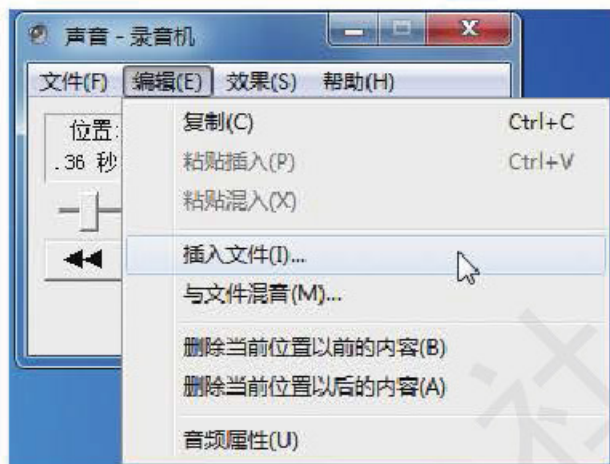 声音 - 录音机
文件(F) 编辑(E) 效果(S) 帮助(H)
位置:
.36 秒
复制(C) Ctrl+C
粘贴插入(P) Ctrl+V
粘贴混入(X)
插入文件(I)...
与文件混音(M)...
删除当前位置以前的内容(B)
删除当前位置以后的内容(A)
音频属性(U)
社